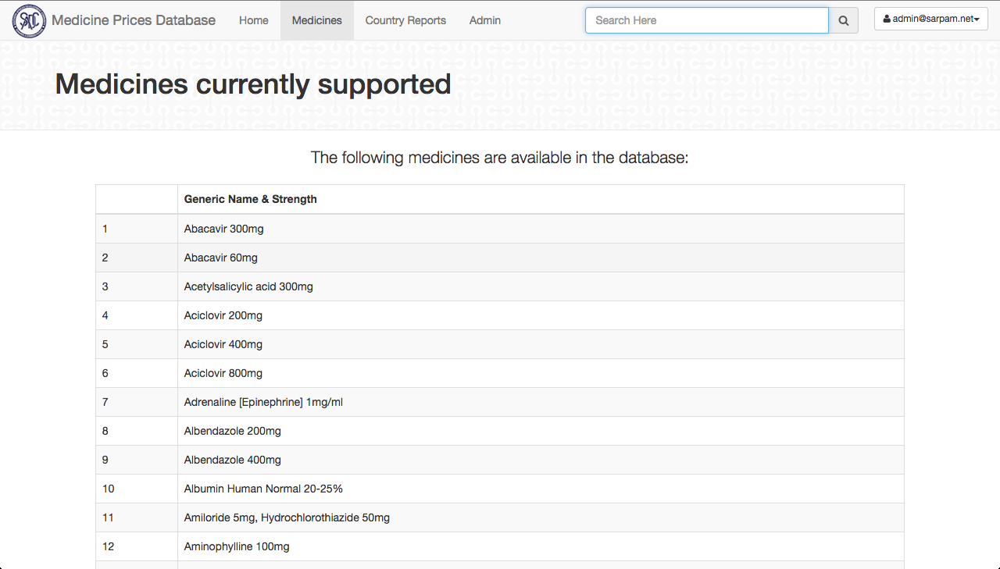 Medicine Prices Database Home Medicines Country Reports Admin Search Here admin@sarpam.net
Medicines currently supported
The following medicines are available in the database:
Generic Name & Strength
1 Abacavir 300mg
2 Abacavir 60mg
3 Acetylsalicylic acid 300mg
4 Aciclovir 200mg
5 Aciclovir 400mg
6 Aciclovir 800mg
7 Adrenaline [Epinephrine] 1mg/ml
8 Albendazole 200mg
9 Albendazole 400mg
10 Albumin Human Normal 20-25%
11 Amiloride 5mg, Hydrochlorothiazide 50mg
12 Aminophylline 100mg